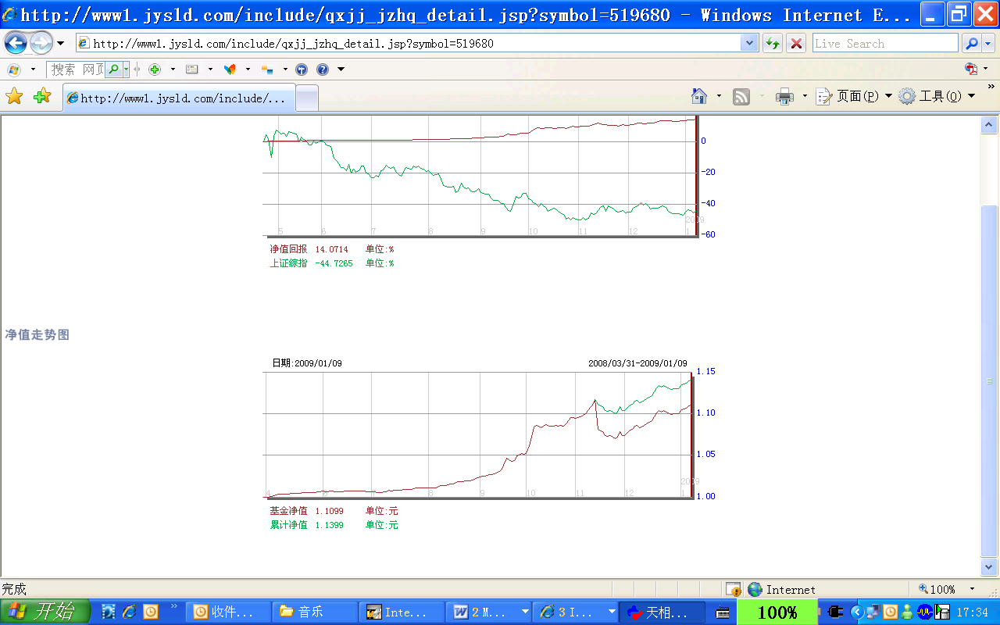 http://www1.jysld.com/include/qxjj_jzhq_detail.jsp?symbol=519680 - Windows Internet E...
http://www1.jysld.com/include/qxjj_jzhq_detail.jsp?symbol=519680
Live Search
搜索 网页
http://www1.jysld.com/include/...
页面(P)
工具(O)
0
-20
-40
2009
5 6 7 8 9 10 11 12 1
-60
净值回报 14.0714 单位:%
上证综指 -44.7265 单位:%
净值走势图
日期:2009/01/09
2008/03/31-2009/01/09
1.15
1.10
1.05
2009
4 6 7 8 9 10 11 12 1
1.00
基金净值 1.1099 单位:元
累计净值 1.1399 单位:元
完成
Internet
100%
开始
收件...
音乐
Inte...
2 M...
3 I...
天相...
100%
17:34